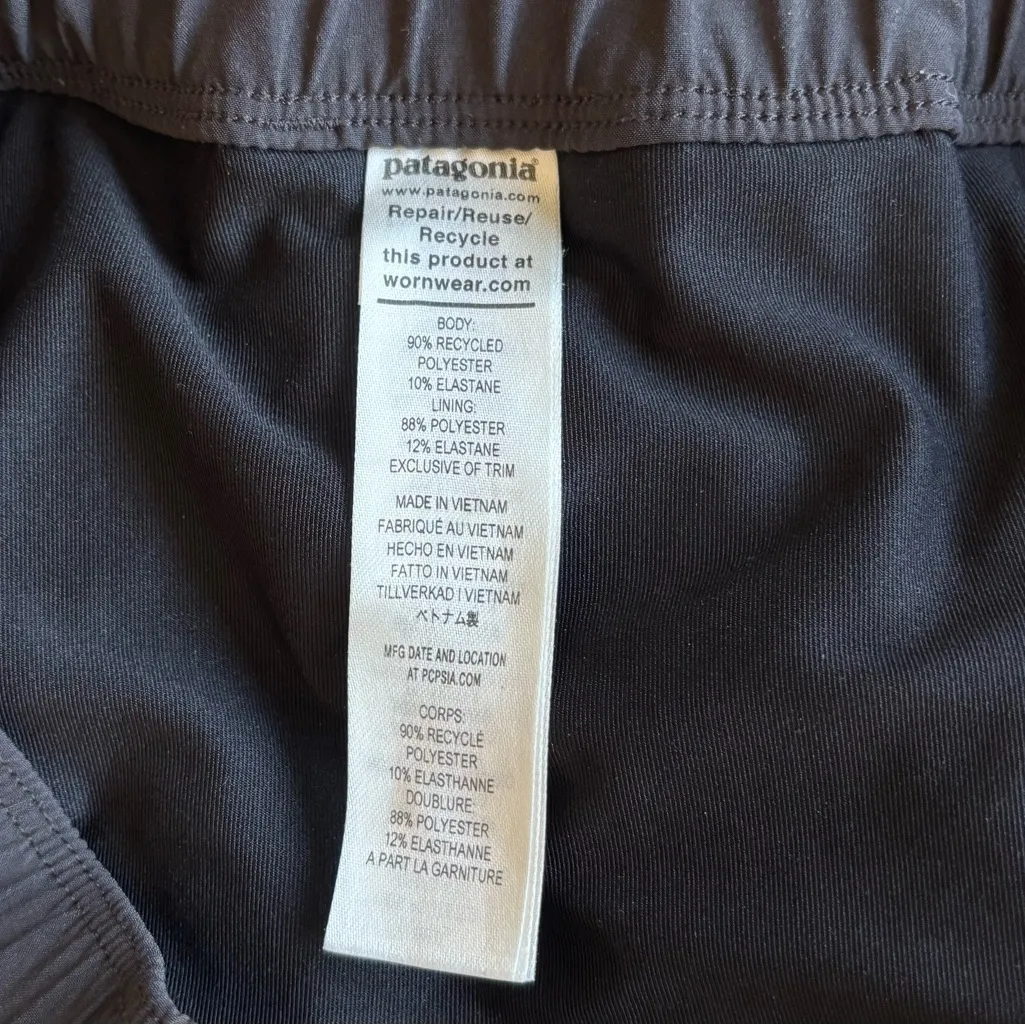 patagonia®
www.patagonia.com
Repair/Reuse/
Recycle
this product at
wornwear.com
BODY:
90% RECYCLED
POLYESTER
10% ELASTANE
LINING:
88% POLYESTER
12% ELASTANE
EXCLUSIVE OF TRIM
MADE IN VIETNAM
FABRIQUÉ AU VIETNAM
HECHO EN VIETNAM
FATTO IN VIETNAM
TILLVERKAD I VIETNAM
ベトナム製
MFG DATE AND LOCATION
AT PCPSIA.COM
CORPS:
90% RECYCLÉ
POLYESTER
10% ELASTHANNE
DOUBLURE:
88% POLYESTER
12% ELASTHANNE
A PART LA GARNITURE